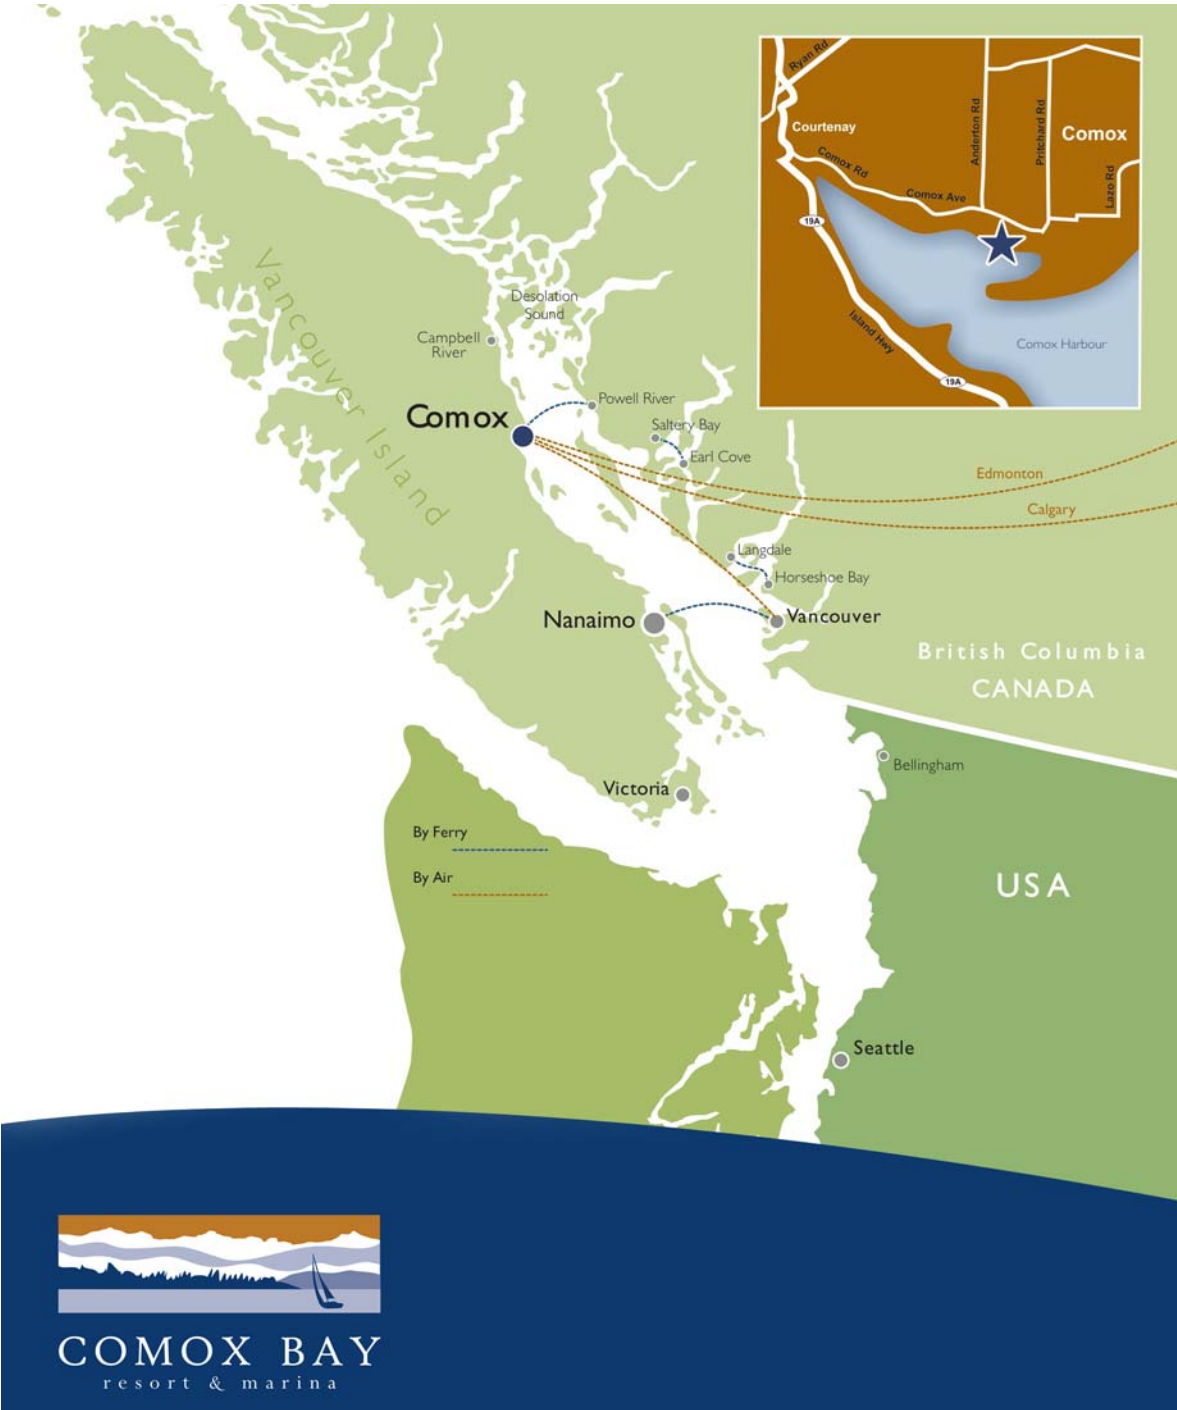 Ryan Rd
Courtenay
Comox Rd
Comox Ave
Anderton Rd
Pritchard Rd
Comox
Lazo Rd
19A
Island Hwy
19A
Comox Harbour
Vancouver Island
Desolation
Sound
Campbell
River
Comox
Powell River
Saltery Bay
Earl Cove
Edmonton
Calgary
Langdale
Horseshoe Bay
Nanaimo
Vancouver
British Columbia
CANADA
Bellingham
Victoria
By Ferry
By Air
USA
Seattle
COMOX BAY
resort & marina